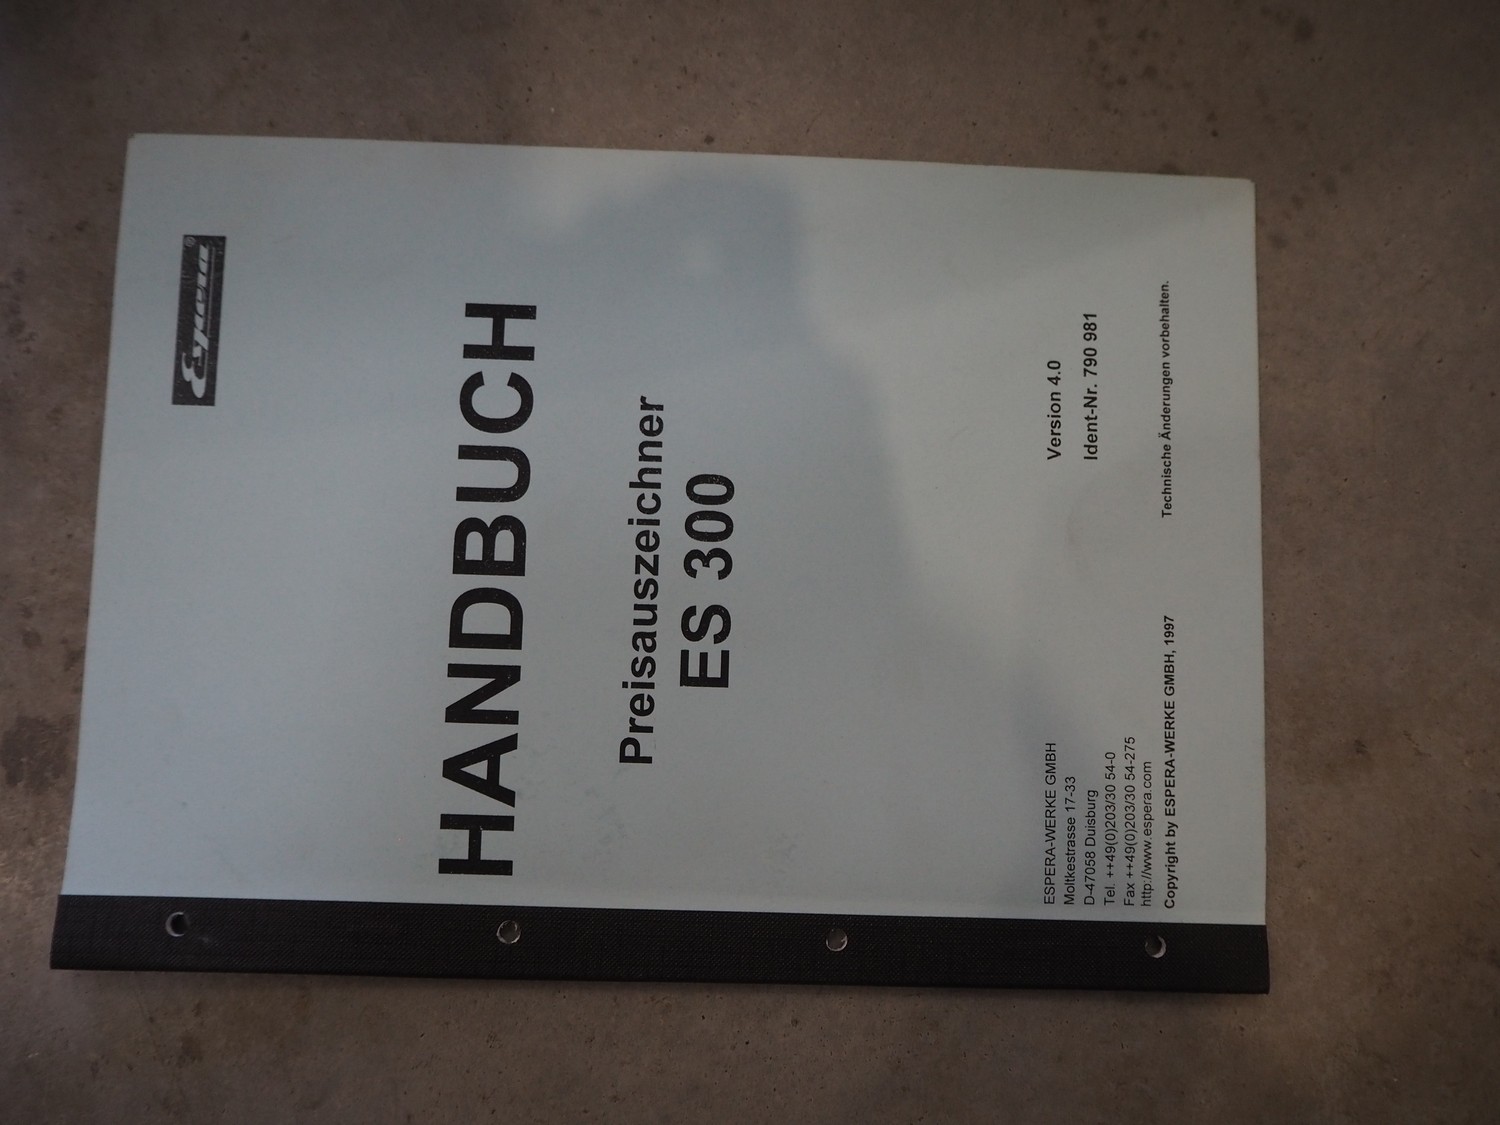 Espera®
HANDBUCH
Preisauszeichner
ES 300
Version 4.0
Ident-Nr. 790 981
ESPERA-WERKE GMBH
Moltkestrasse 17-33
D-47058 Duisburg
Tel. ++49(0)203/30 54-0
Fax ++49(0)203/30 54-275
http://www.espera.com
Copyright by ESPERA-WERKE GMBH, 1997
Technische Änderungen vorbehalten.